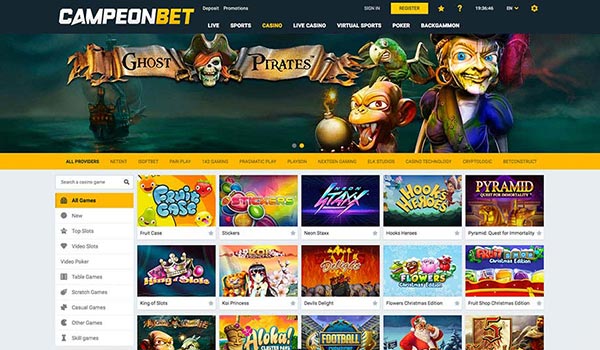 CAMPEONBET
Deposit Promotions
SIGN IN REGISTER ★ ? 19:36:46 EN
LIVE SPORTS CASINO LIVE CASINO VIRTUAL SPORTS POKER BACKGAMMON
GHOST PIRATES
ALL PROVIDERS NETENT ISOFTBET FAIR PLAY 1X2 GAMING PRAGMATIC PLAY PLAYSON NEXTGEN GAMING ELK STUDIOS CASINO TECHNOLOGY CRYPTOLOGIC BETCONSTRUCT
Search a casino game
All Games
New
Top Slots
Video Slots
Video Poker
Table Games
Scratch Games
Casual Games
Other Games
Skill games
FRUIT CASE
STICKERS
NEON STAXX
HOOK'S HEROES
PYRAMID
QUEST FOR IMMORTALITY
Fruit Case
Stickers
Neon Staxx
Hooks Heroes
Pyramid: Quest for Immortality
King of Slots
KOI PRINCESS
Devil's Delight
FLOWERS
Christmas Edition
FRUIT SHOP
Christmas Edition
King of Slots
Koi Princess
Devils Delight
Flowers Christmas Edition
Fruit Shop Christmas Edition
Aloha!
CLUSTER PAYS
FOOTBALL